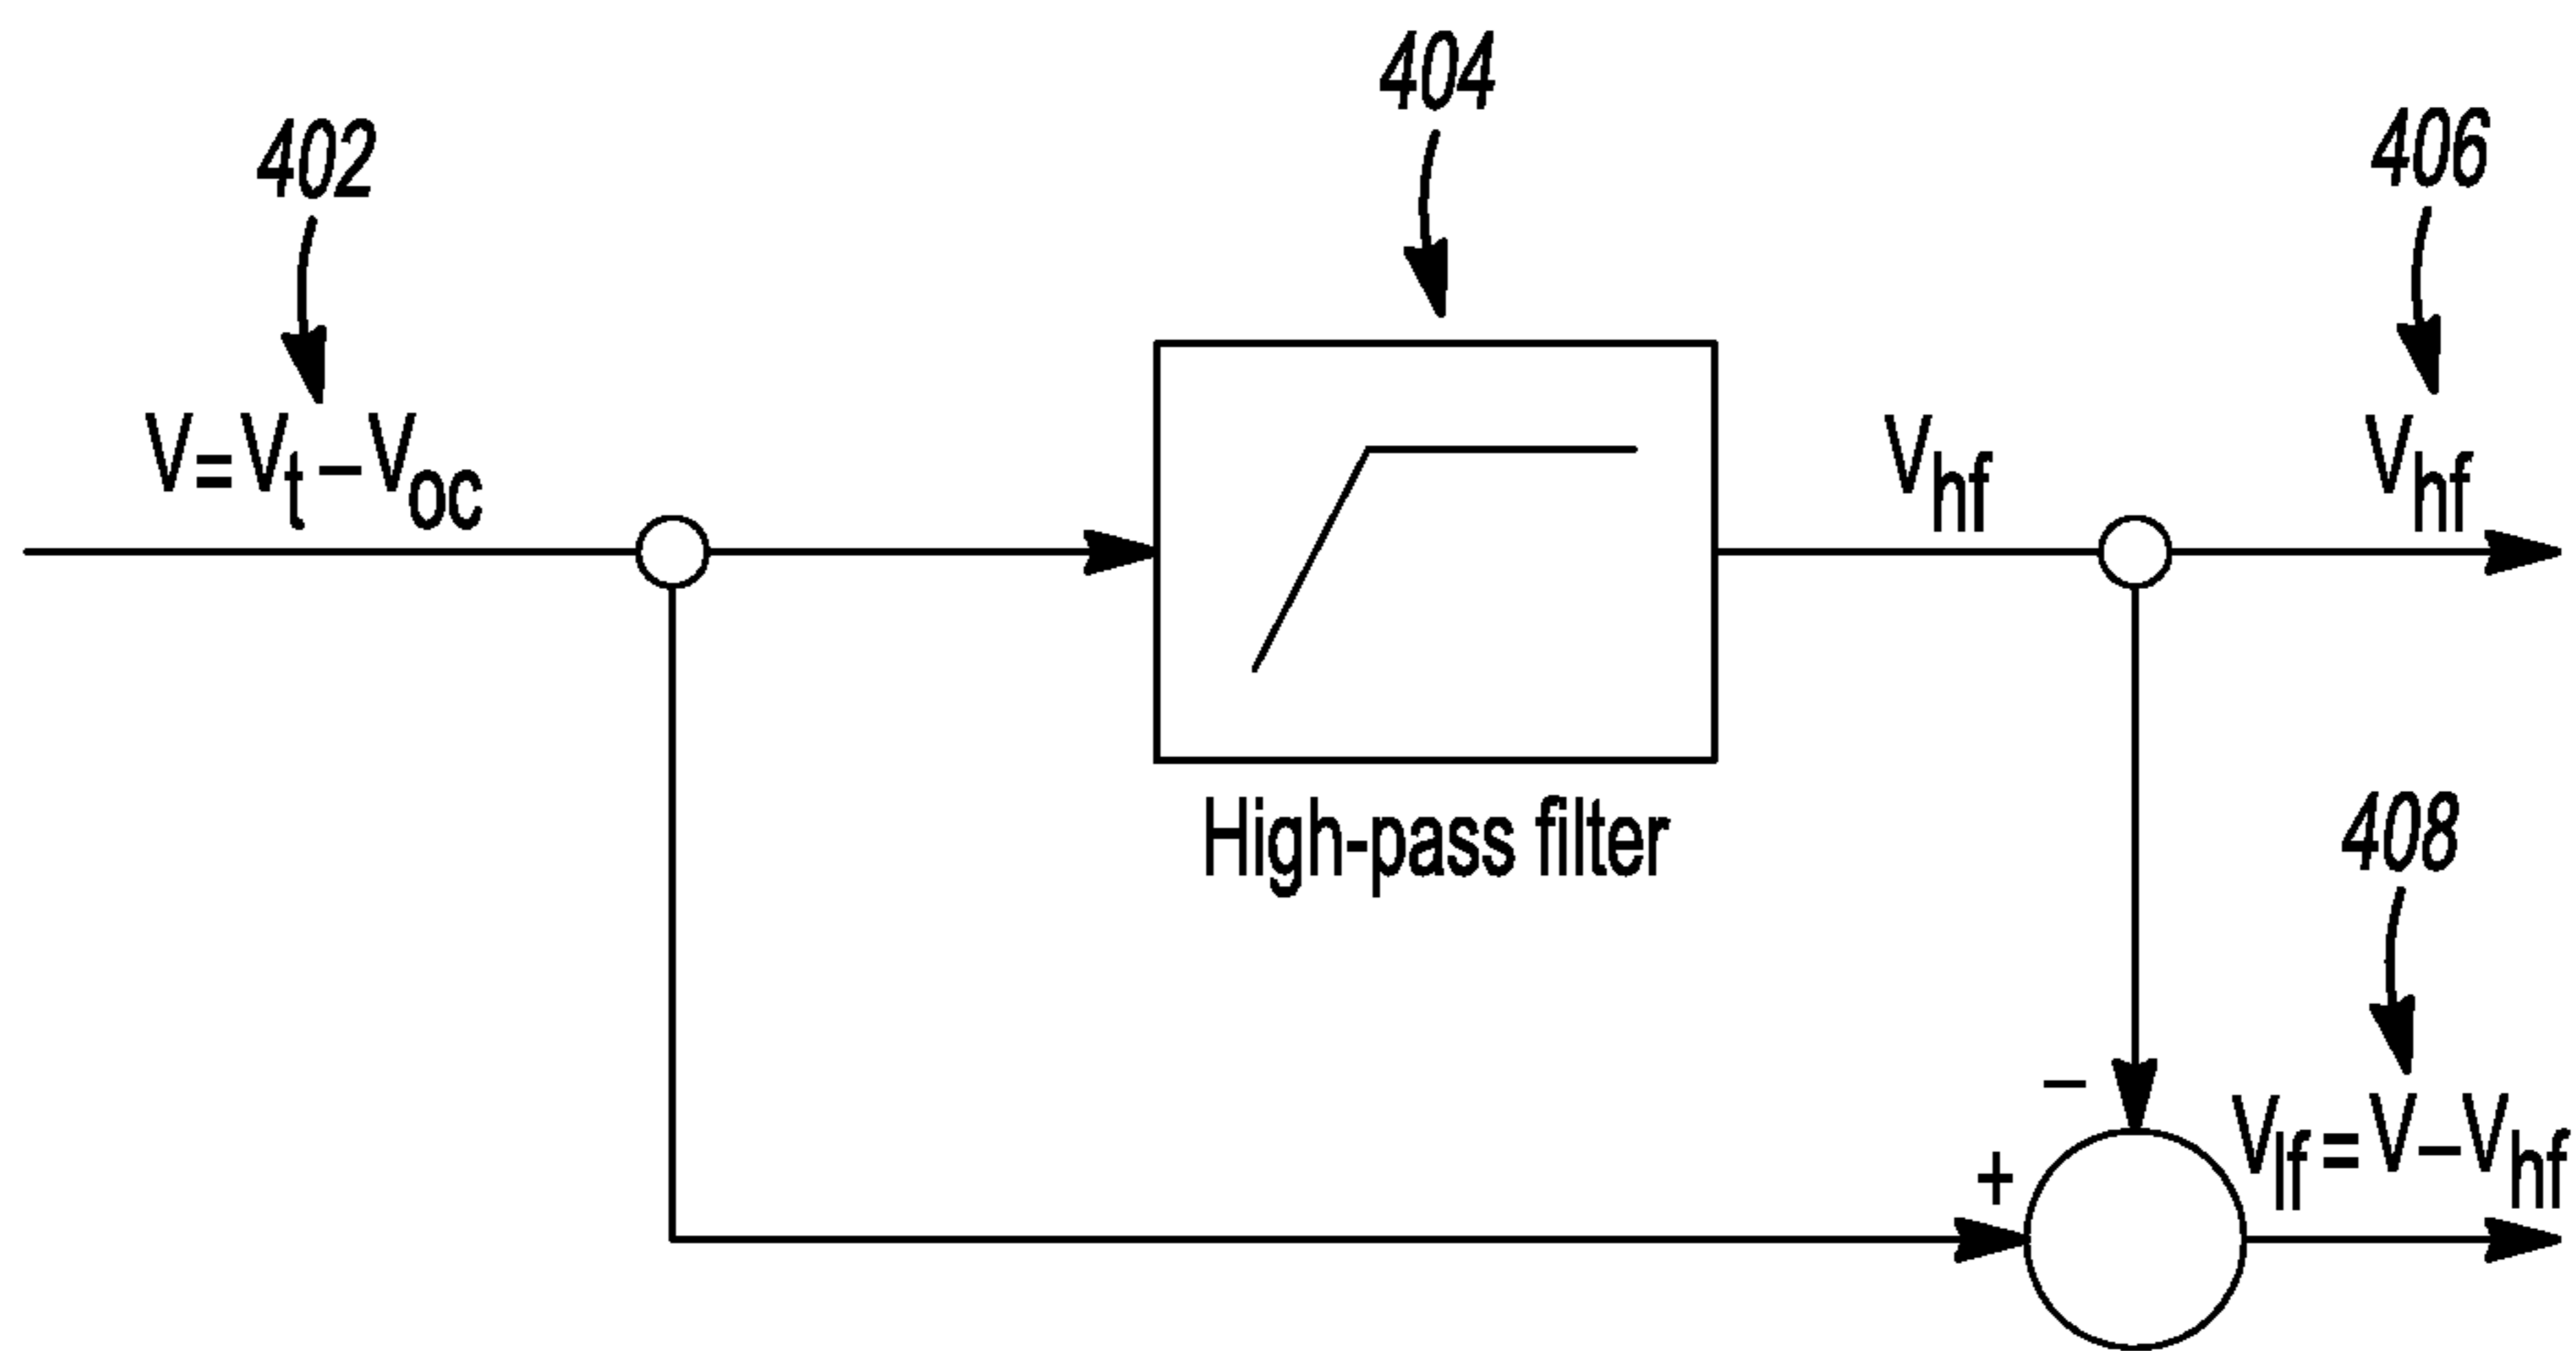 404
402
406
V=Vt–Voc
Vhf
Vhf
High-pass filter
408
–
+
Vlf=V–Vhf